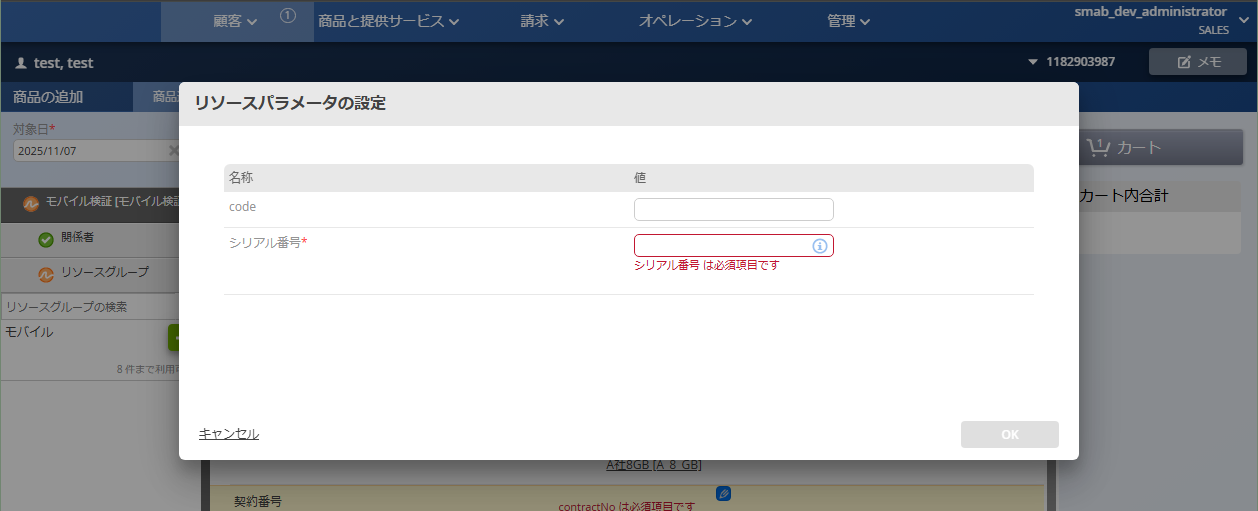 顧客 1 商品と提供サービス 請求 オペレーション 管理 smab_dev_administrator
SALES
test, test 1182903987 メモ
商品の追加 商品
対象日*
2025/11/07
リソースパラメータの設定
名称 値
code
シリアル番号*
シリアル番号 は必須項目です
キャンセル OK
1 カート
カート内合計
モバイル検証 [モバイル検証
関係者
リソースグループ
リソースグループの検索
モバイル
8 件まで利用
A社8GB [A_8_GB]
契約番号 contractNo は必須項目です